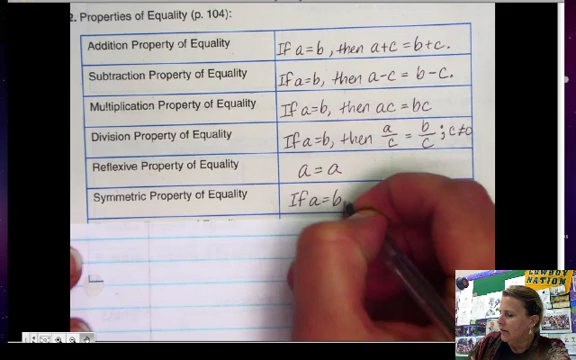 2. Properties of Equality (p. 104):
Addition Property of Equality If a=b, then a+c = b+c.
Subtraction Property of Equality If a=b, then a-c = b-c.
Multiplication Property of Equality If a=b, then ac = bc
Division Property of Equality If a=b, then a/c = b/c ; c≠0
Reflexive Property of Equality a = a
Symmetric Property of Equality If a=b,
COWBOY
NATION